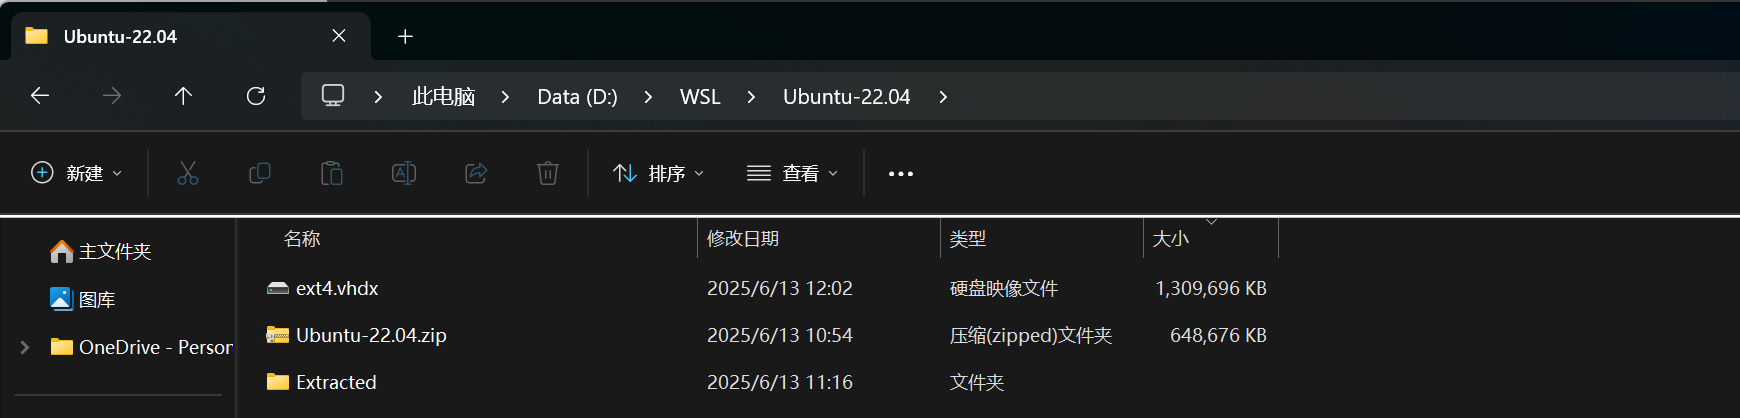 Ubuntu-22.04
此电脑 Data (D:) WSL Ubuntu-22.04
新建 排序 查看
名称 修改日期 类型 大小
主文件夹
ext4.vhdx 2025/6/13 12:02 硬盘映像文件 1,309,696 KB
图库
Ubuntu-22.04.zip 2025/6/13 10:54 压缩(zipped)文件夹 648,676 KB
OneDrive - Person
Extracted 2025/6/13 11:16 文件夹